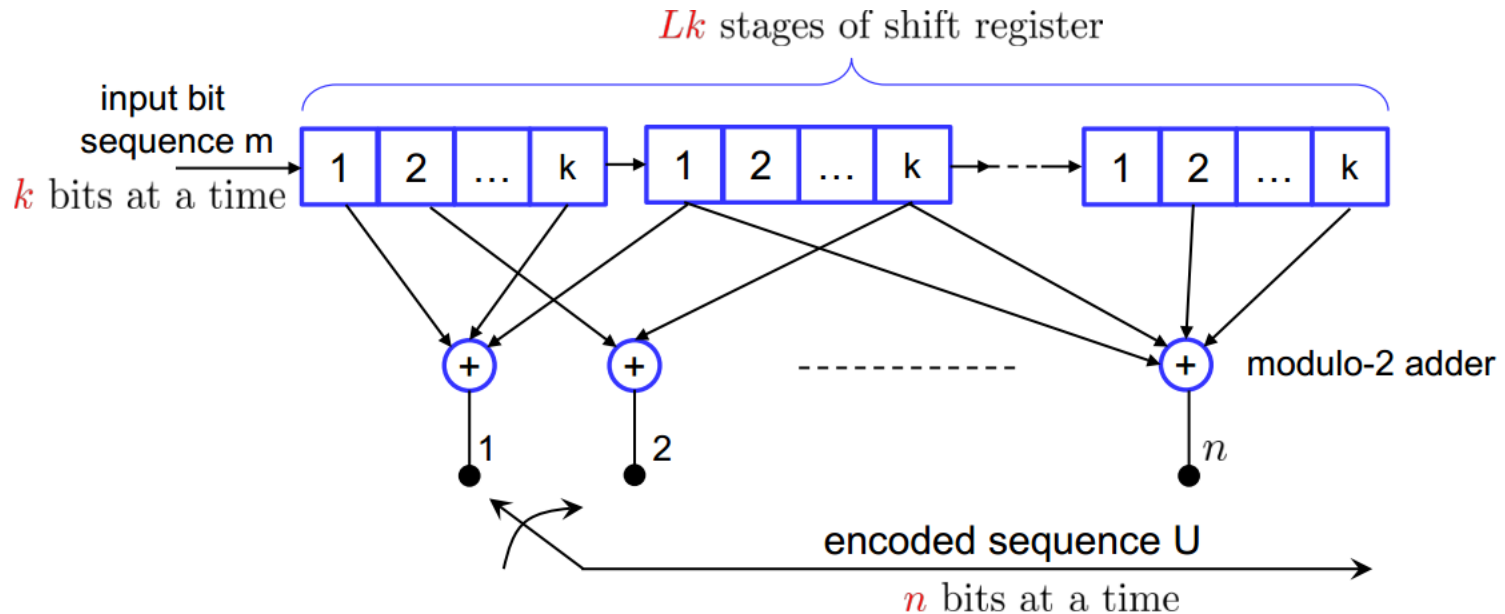 Lk stages of shift register
input bit
sequence m
k bits at a time
1 2 ... k 1 2 ... k 1 2 ... k
+ + + modulo-2 adder
1 2 n
encoded sequence U
n bits at a time